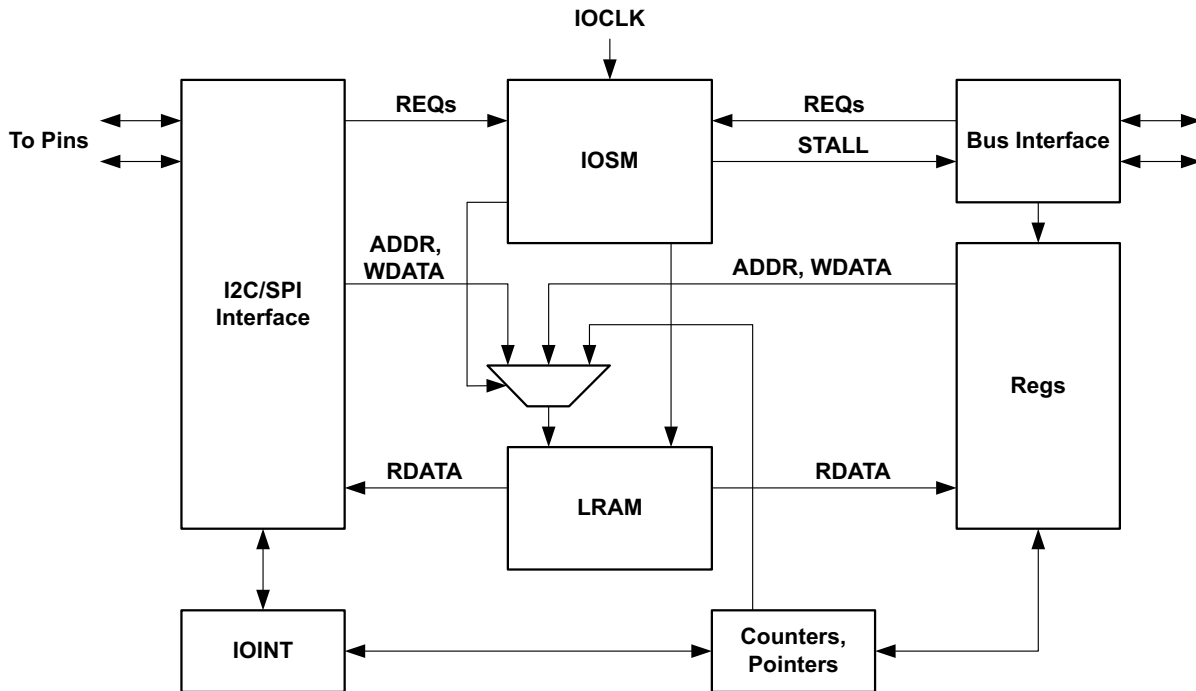 IOCLK
To Pins
REQs
REQs
STALL
IOSM
Bus Interface
I2C/SPI
Interface
ADDR,
WDATA
ADDR, WDATA
Regs
RDATA
RDATA
LRAM
IOINT
Counters,
Pointers